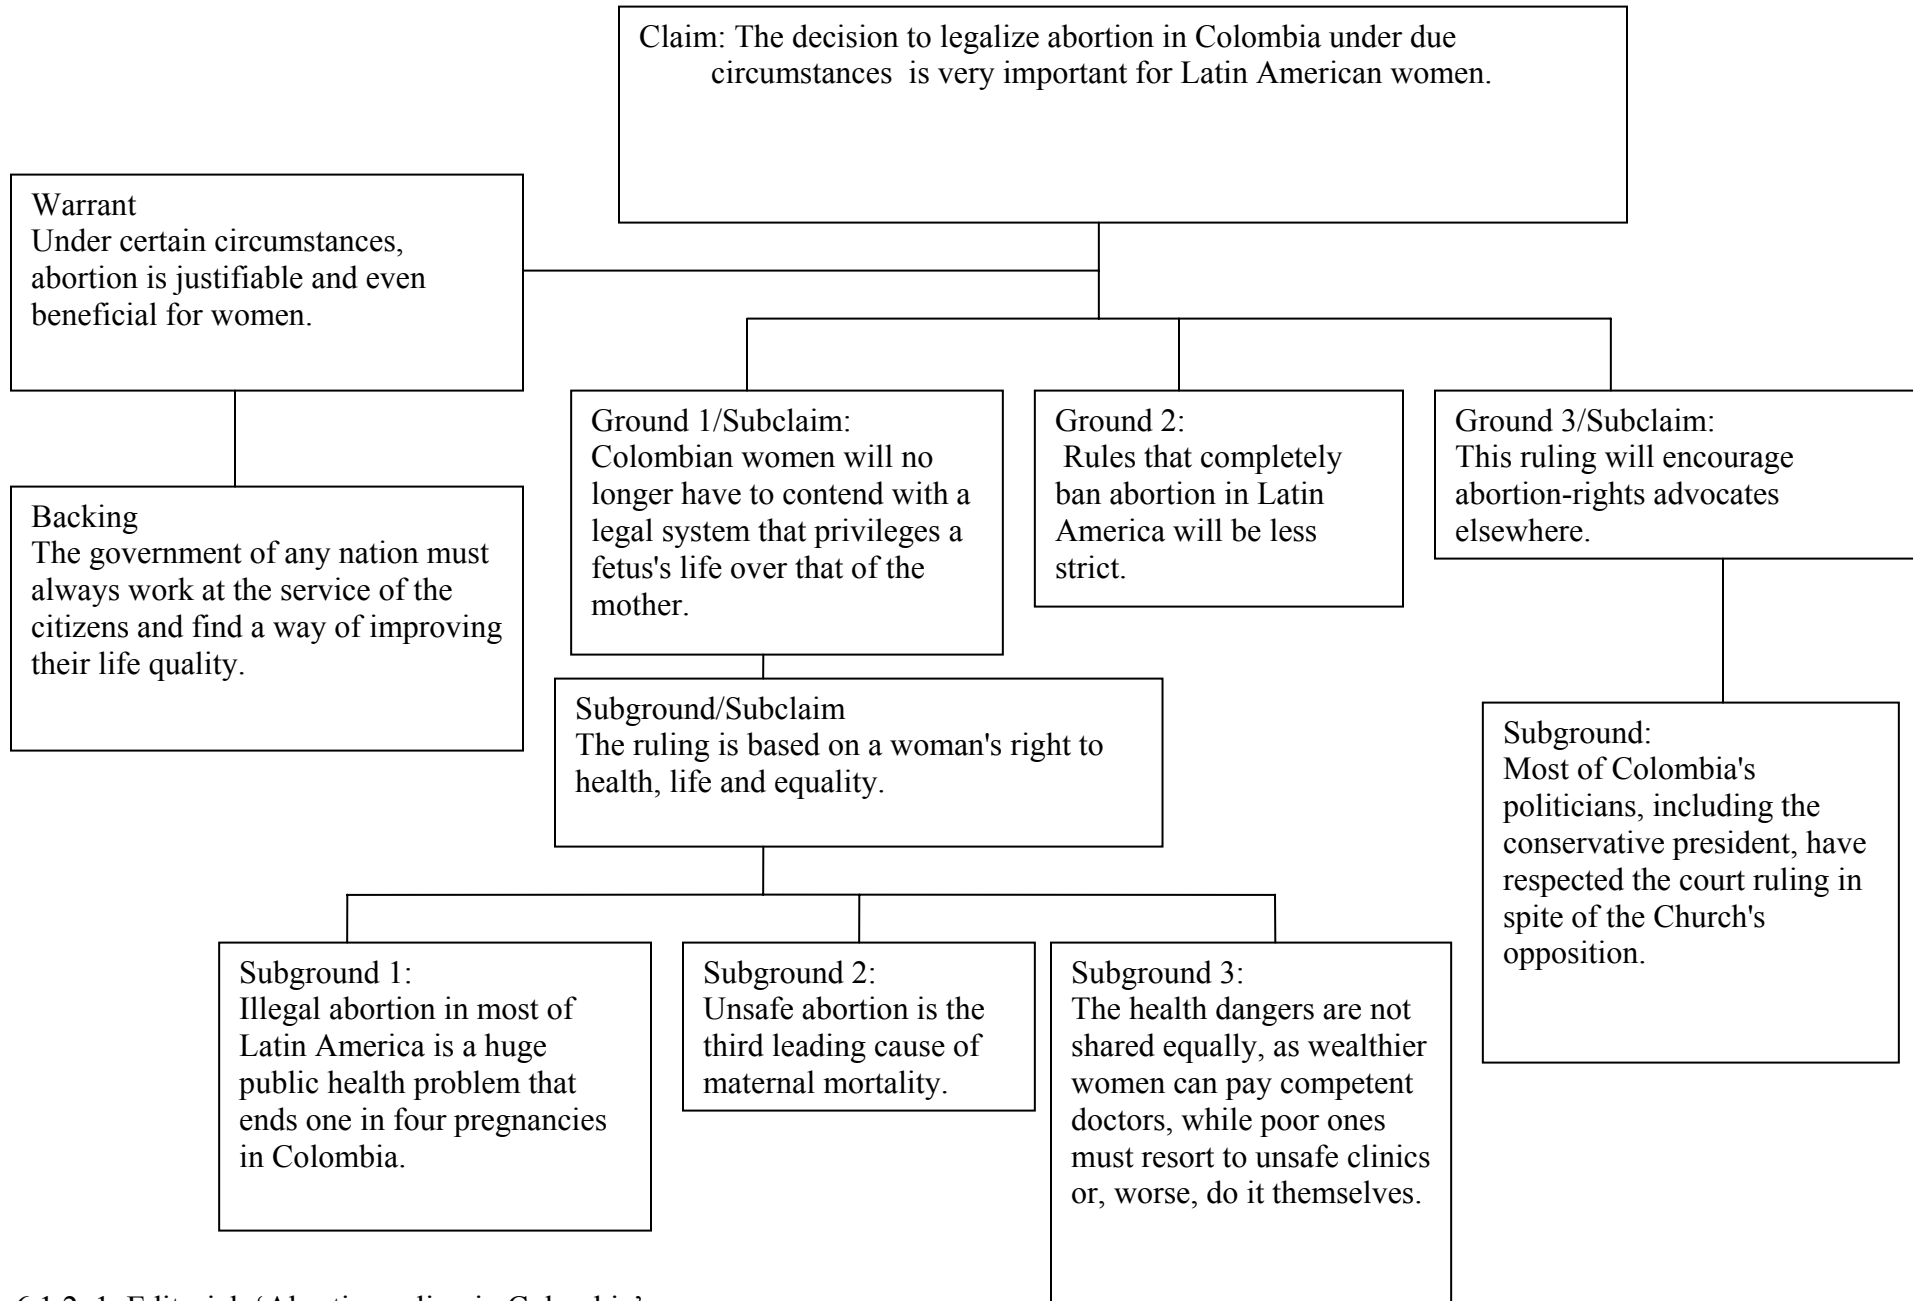 Claim: The decision to legalize abortion in Colombia under due
circumstances is very important for Latin American women.
Warrant
Under certain circumstances,
abortion is justifiable and even
beneficial for women.
Backing
The government of any nation must
always work at the service of the
citizens and find a way of improving
their life quality.
Ground 1/Subclaim:
Colombian women will no
longer have to contend with a
legal system that privileges a
fetus's life over that of the
mother.
Ground 2:
Rules that completely
ban abortion in Latin
America will be less
strict.
Ground 3/Subclaim:
This ruling will encourage
abortion-rights advocates
elsewhere.
Subground/Subclaim
The ruling is based on a woman's right to
health, life and equality.
Subground:
Most of Colombia's
politicians, including the
conservative president, have
respected the court ruling in
spite of the Church's
opposition.
Subground 1:
Illegal abortion in most of
Latin America is a huge
public health problem that
ends one in four pregnancies
in Colombia.
Subground 2:
Unsafe abortion is the
third leading cause of
maternal mortality.
Subground 3:
The health dangers are not
shared equally, as wealthier
women can pay competent
doctors, while poor ones
must resort to unsafe clinics
or, worse, do it themselves.